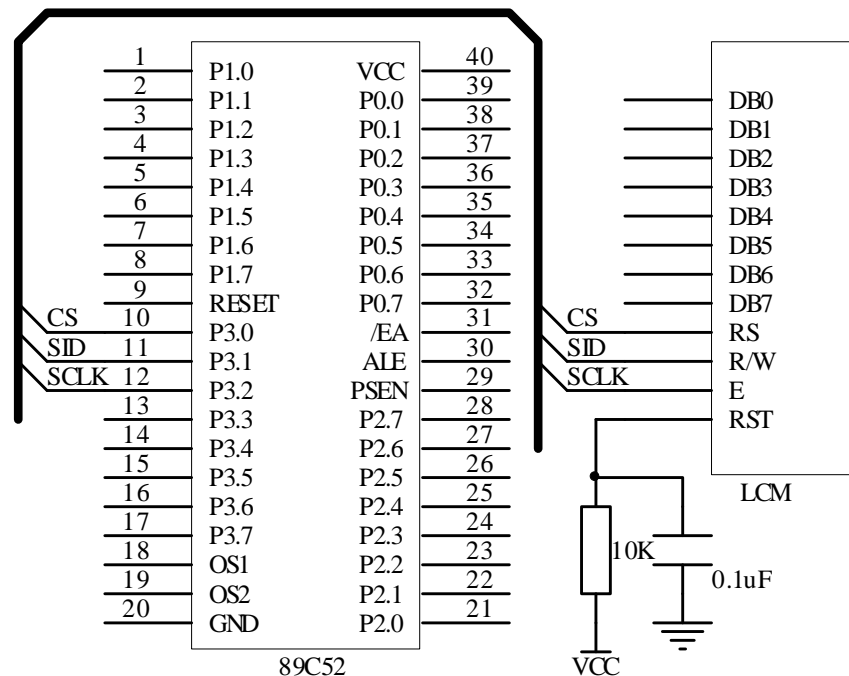 1 P1.0 VCC 40
2 P1.1 P0.0 39
3 P1.2 P0.1 38
4 P1.3 P0.2 37
5 P1.4 P0.3 36
6 P1.5 P0.4 35
7 P1.6 P0.5 34
8 P1.7 P0.6 33
9 RESET P0.7 32
CS 10 P3.0 /EA 31
SID 11 P3.1 ALE 30
SCLK 12 P3.2 PSEN 29
13 P3.3 P2.7 28
14 P3.4 P2.6 27
15 P3.5 P2.5 26
16 P3.6 P2.4 25
17 P3.7 P2.3 24
18 OS1 P2.2 23
19 OS2 P2.1 22
20 GND P2.0 21
89C52
DB0
DB1
DB2
DB3
DB4
DB5
DB6
DB7
CS RS
SID R/W
SCLK E
RST
LCM
10K
0.1uF
VCC